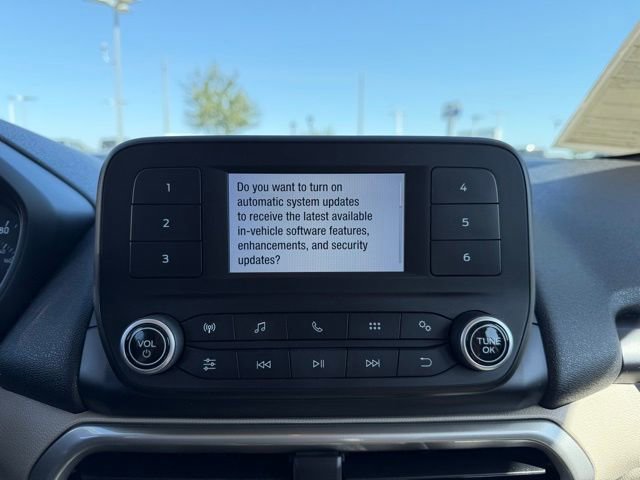 Do you want to turn on
automatic system updates
to receive the latest available
in-vehicle software features,
enhancements, and security
updates?
1
2
3
4
5
6
VOL
TUNE
OK